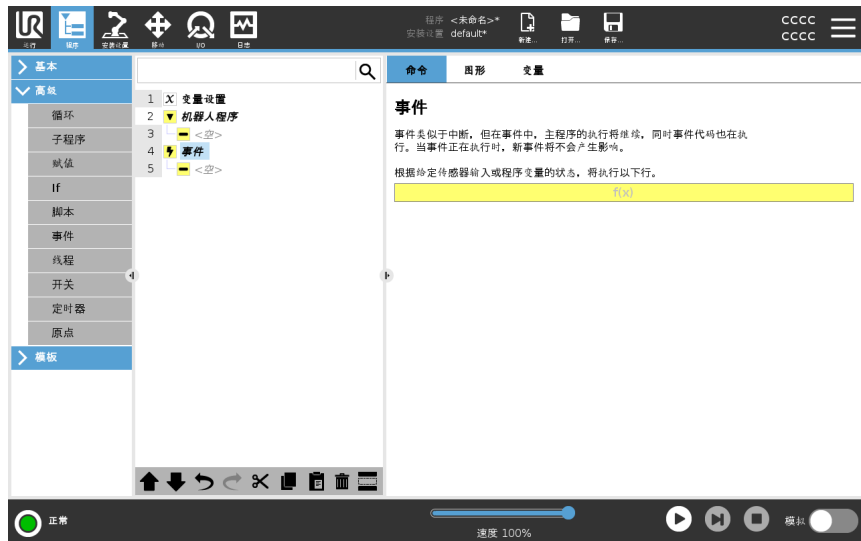 UR
运行
程序
安装设置
移动
I/O
日志
程序 <未命名>*
安装设置 default*
新建...
打开...
保存...
CCCC
CCCC
基本
高级
循环
子程序
赋值
If
脚本
事件
线程
开关
定时器
原点
模板
1 X 变量设置
2 机器人程序
3 <空>
4 事件
5 <空>
命令 图形 变量
事件
事件类似于中断，但在事件中，主程序的执行将继续，同时事件代码也在执
行。当事件正在执行时，新事件将不会产生影响。
根据给定传感器输入或程序变量的状态，将执行以下行。
f(x)
正常
速度 100%
模拟